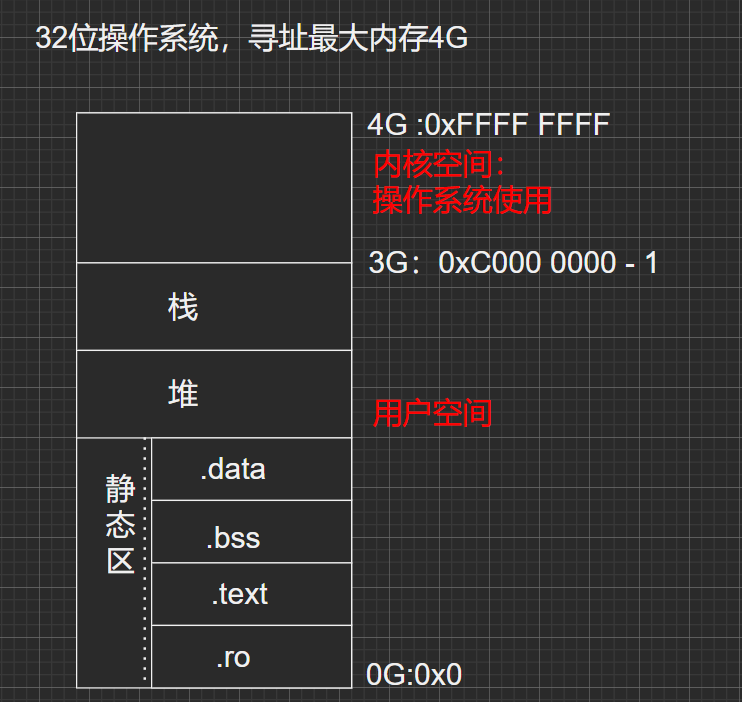 32位操作系统，寻址最大内存4G
4G :0xFFFF FFFF
内核空间：
操作系统使用
3G：0xC000 0000 - 1
栈
堆
用户空间
静态区
.data
.bss
.text
.ro
0G:0x0